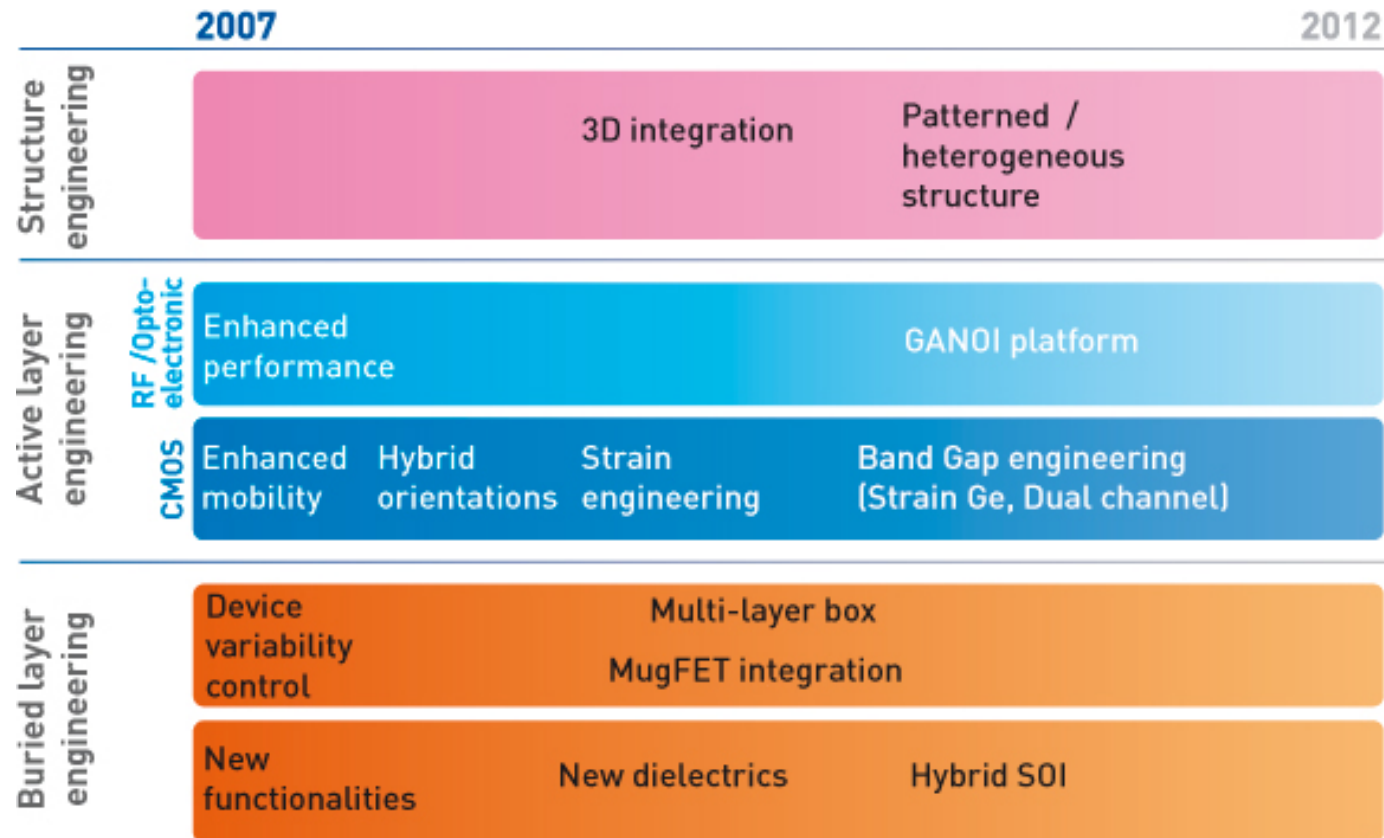 2007 2012
Structure
engineering
3D integration
Patterned /
heterogeneous
structure
Active layer
engineering
RF /Opto-
electronic
Enhanced
performance
GANOI platform
CMOS
Enhanced
mobility
Hybrid
orientations
Strain
engineering
Band Gap engineering
(Strain Ge, Dual channel)
Buried layer
engineering
Device
variability
control
Multi-layer box
MugFET integration
New
functionalities
New dielectrics
Hybrid SOI